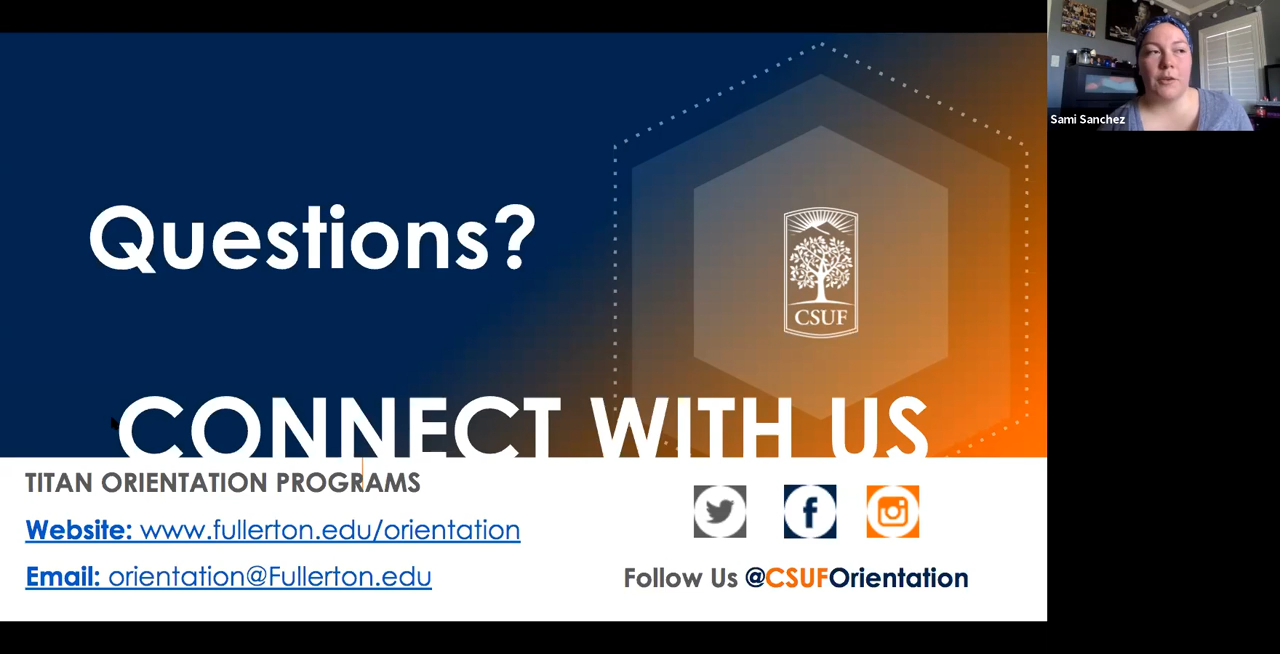 Sami Sanchez
Questions?
CSUF
CONNECT WITH US
TITAN ORIENTATION PROGRAMS
Website: www.fullerton.edu/orientation
Email: orientation@Fullerton.edu
Follow Us @CSUFOrientation